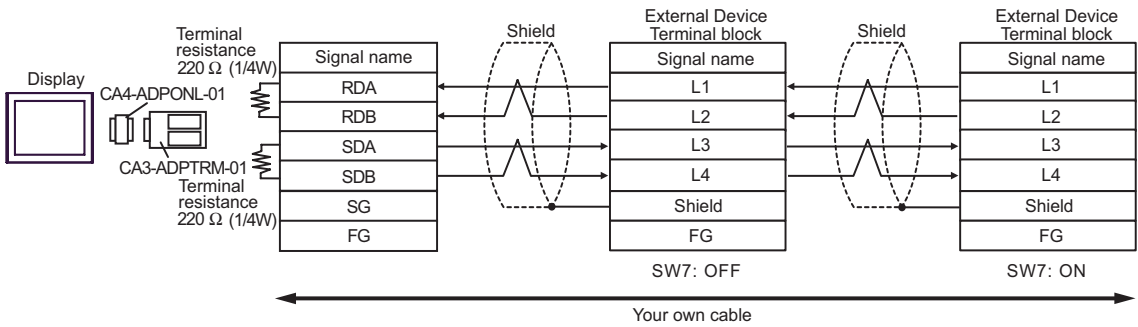 Display
CA4-ADPONL-01
CA3-ADPTRM-01
Terminal
resistance
220 Ω (1/4W)
Terminal
resistance
220 Ω (1/4W)
Signal name
RDA
RDB
SDA
SDB
SG
FG
Shield
External Device
Terminal block
Signal name
L1
L2
L3
L4
Shield
FG
SW7: OFF
Shield
External Device
Terminal block
Signal name
L1
L2
L3
L4
Shield
FG
SW7: ON
Your own cable